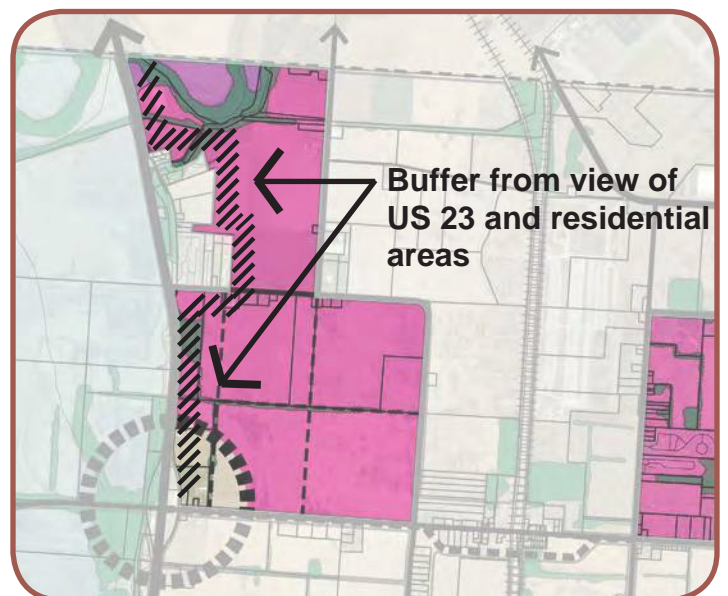 Buffer from view of
US 23 and residential
areas